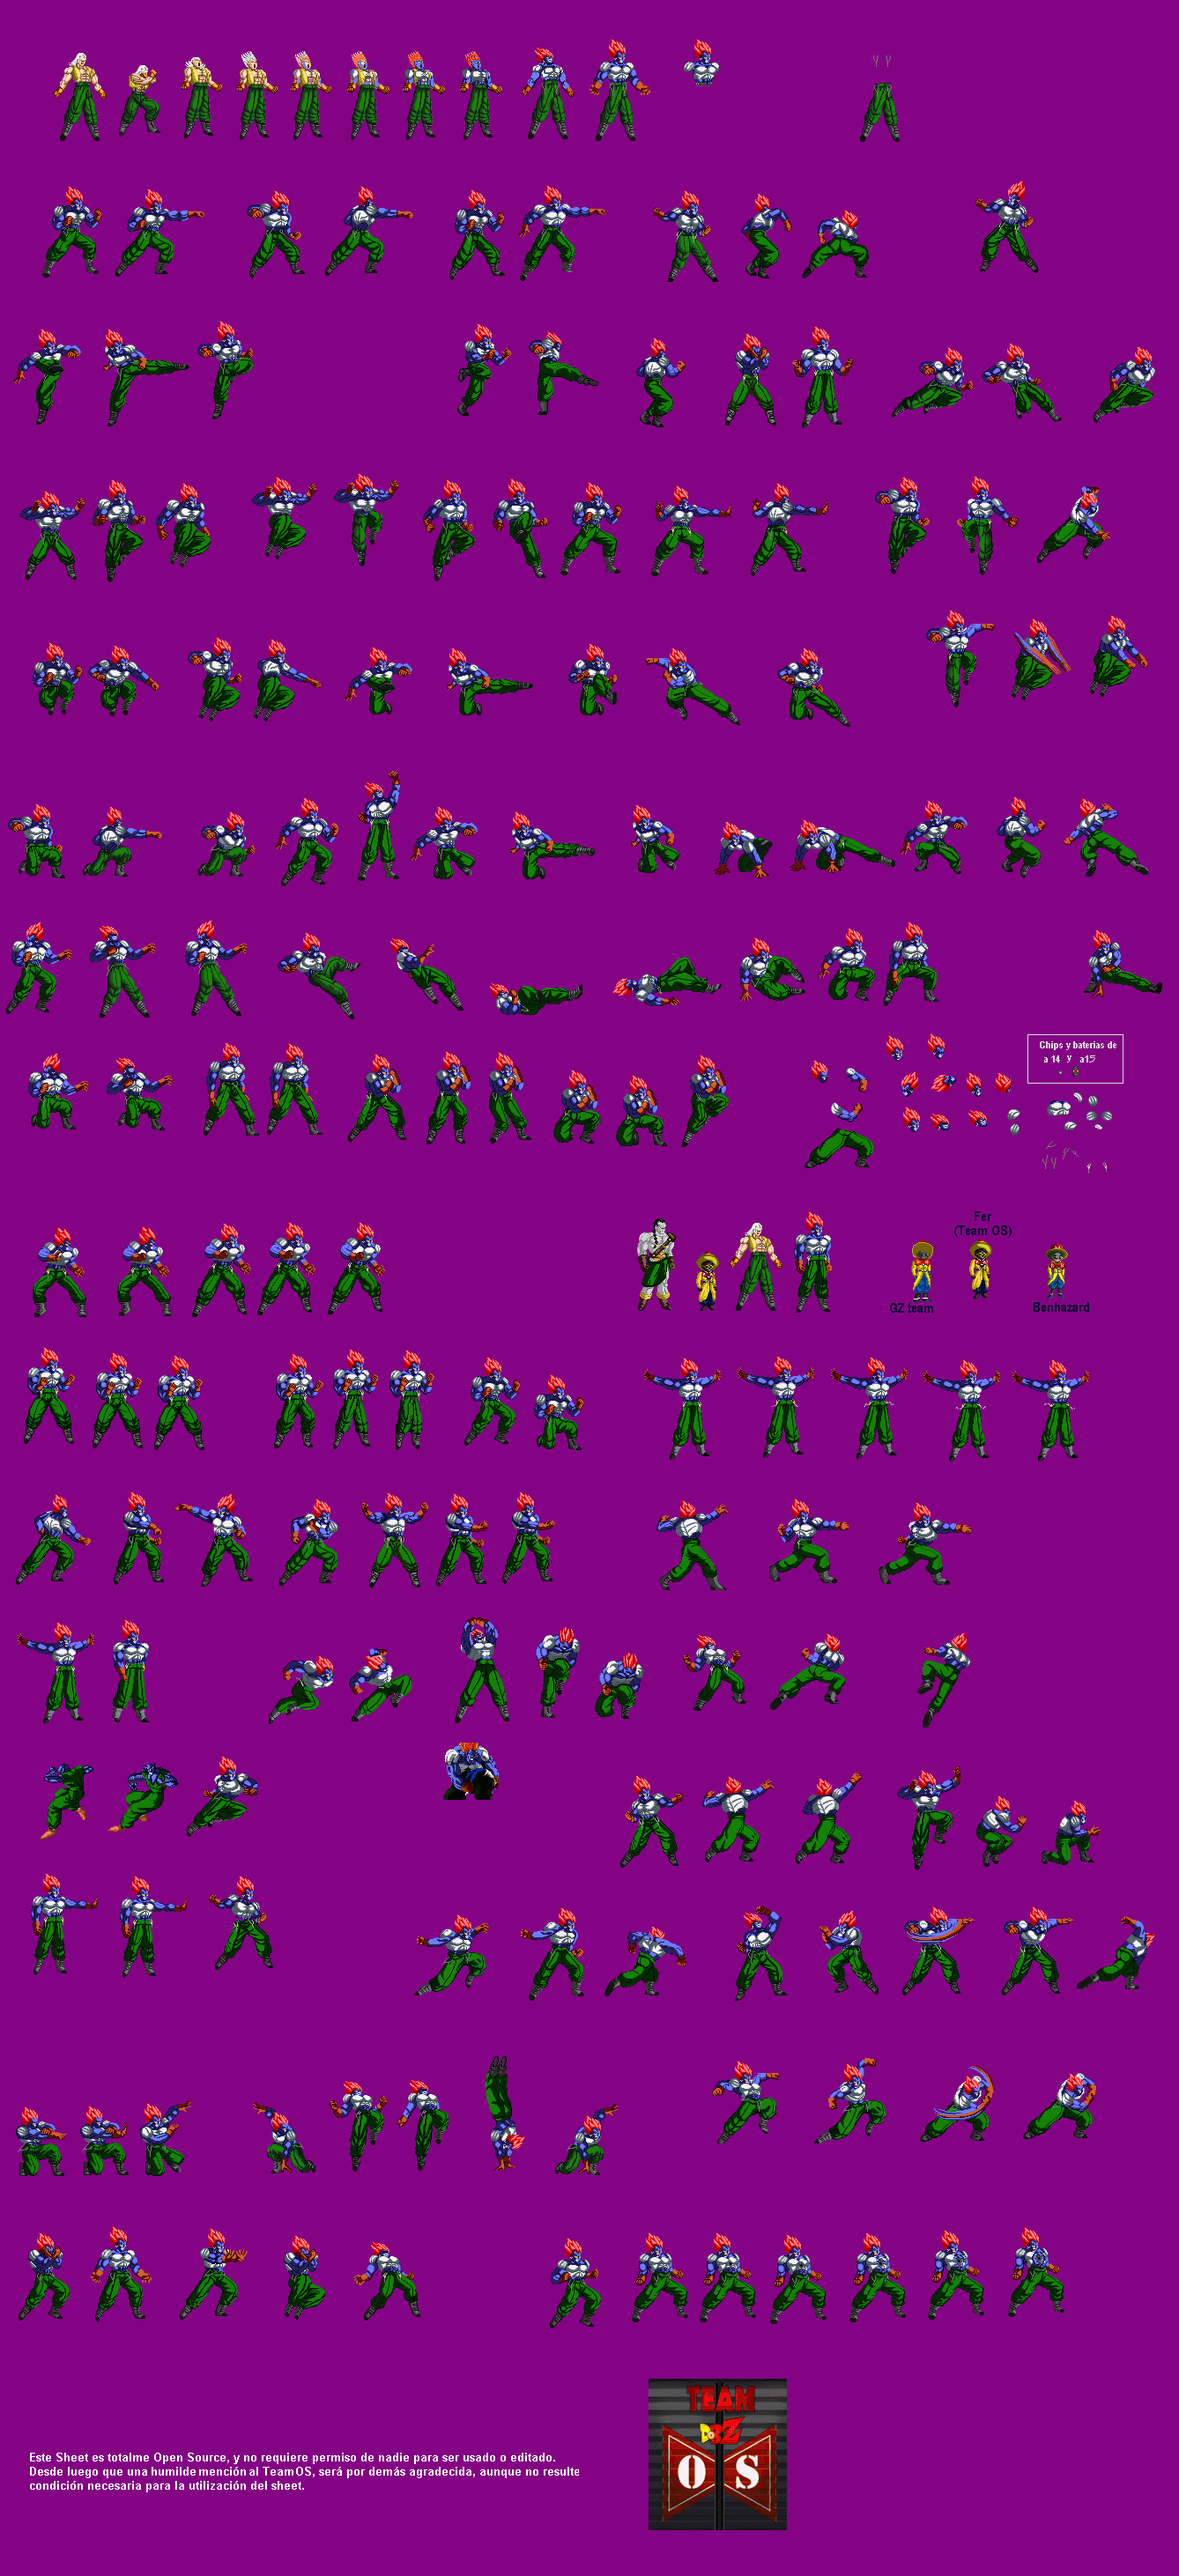 Chips y baterias de
a 14 y a15
Fer
(Team OS)
GZ team
Benhazard
TEAM
DBZ
OS
Este Sheet es totalme Open Source, y no requiere permiso de nadie para ser usado o editado.
Desde luego que una humilde mención al TeamOS, será por demás agradecida, aunque no resulte
condición necesaria para la utilización del sheet.